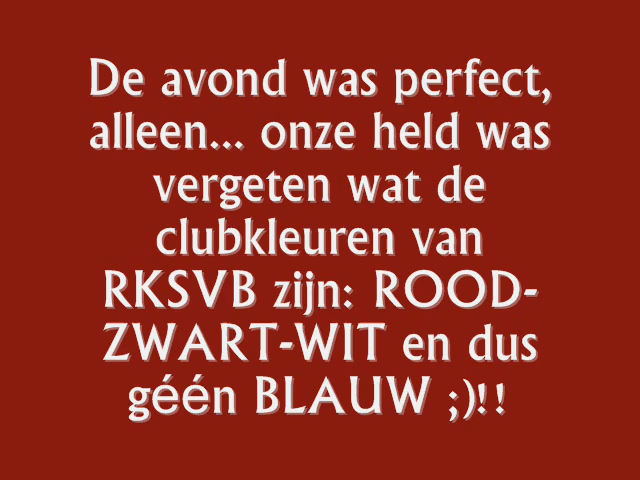 De avond was perfect,
alleen... onze held was
vergeten wat de
clubkleuren van
RKSVB zijn: ROOD-
ZWART-WIT en dus
géén BLAUW ;)!!